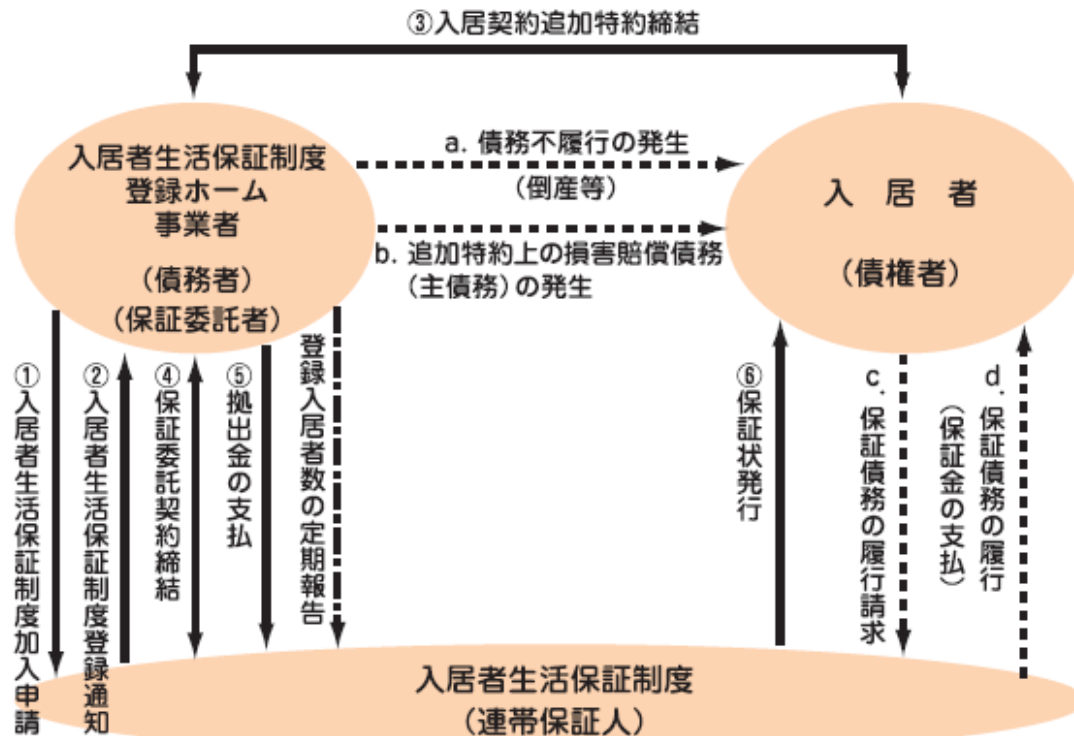 ③入居契約追加特約締結
入居者生活保証制度
登録ホーム
事業者
(債務者)
(保証委託者)
a. 債務不履行の発生
(倒産等)
b. 追加特約上の損害賠償債務
(主債務)の発生
入 居 者
(債権者)
①入居者生活保証制度加入申請
②入居者生活保証制度登録通知
④保証委託契約締結
⑤拠出金の支払
登録入居者数の定期報告
⑥保証状発行
c. 保証債務の履行請求
d. 保証債務の履行
(保証金の支払)
入居者生活保証制度
(連帯保証人)